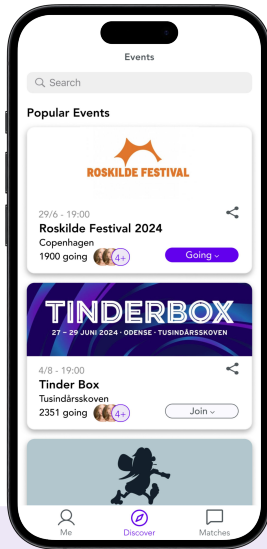 Events
Search
Popular Events
ROSKILDE FESTIVAL
29/6 - 19:00
Roskilde Festival 2024
Copenhagen
1900 going 4+
Going
TINDERBOX
27 – 29 JUNI 2024 · ODENSE · TUSINDÅRSSKOVEN
4/8 - 19:00
Tinder Box
Tusindårsskoven
2351 going 4+
Join
Me Discover Matches